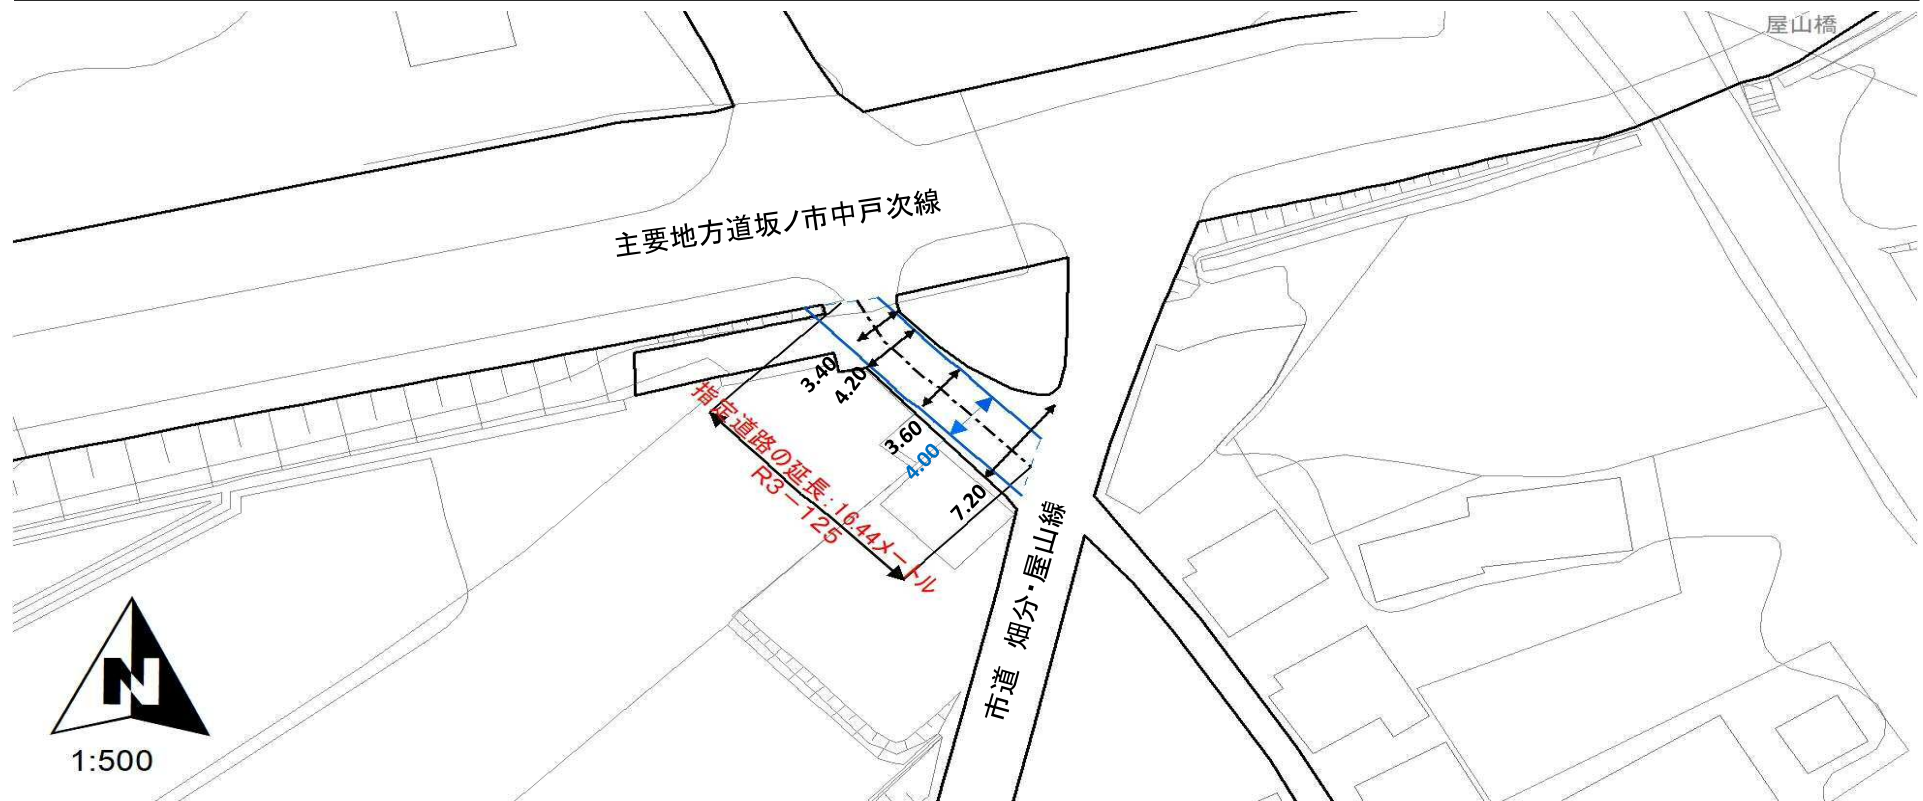 屋山橋
主要地方道坂ノ市中戸次線
3.40
4.20
3.60
4.00
7.20
指定道路の延長:16.44メートル
R3-125
市道 畑分・屋山線
N
1:500